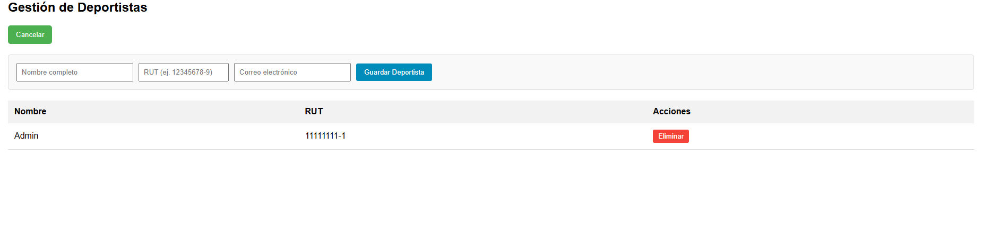 Gestión de Deportistas
Cancelar
Nombre completo RUT (ej. 12345678-9) Correo electrónico Guardar Deportista
Nombre RUT Acciones
Admin 11111111-1 Eliminar